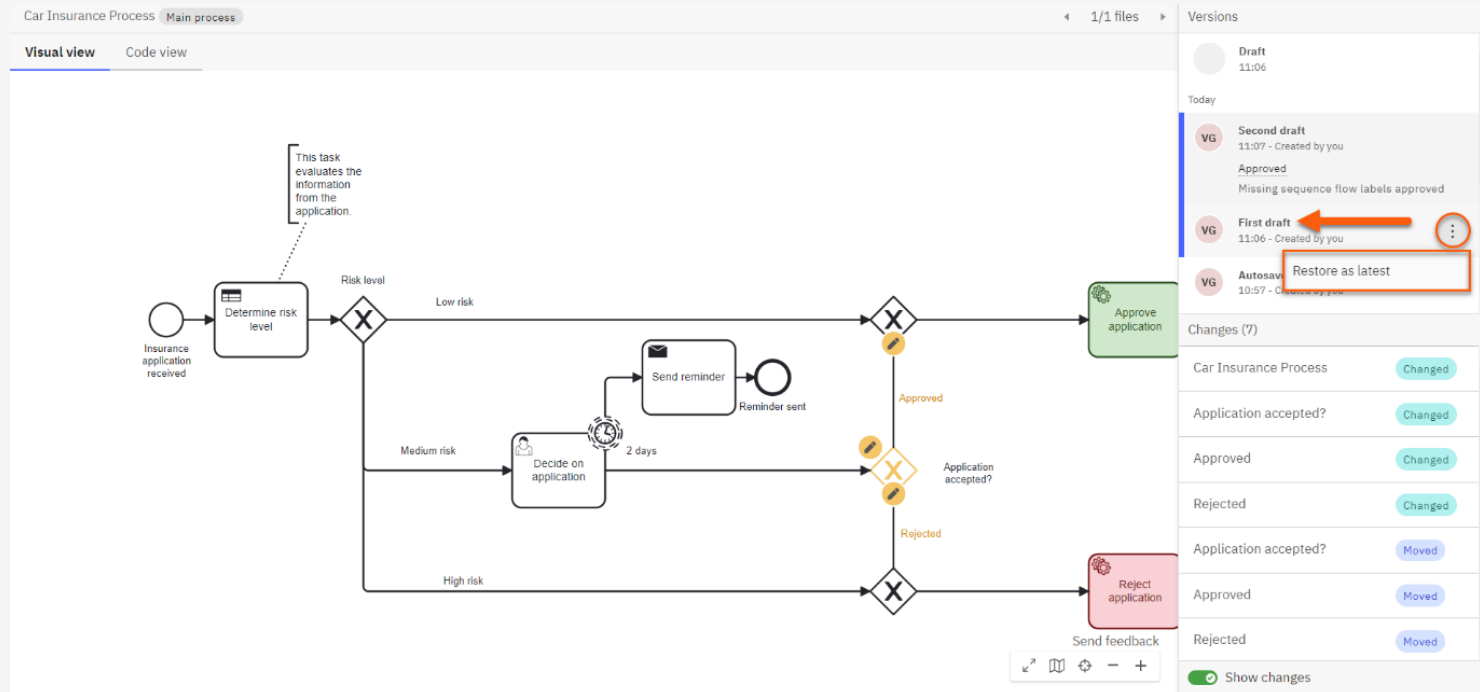 Car Insurance Process Main process
1/1 files
Versions
Visual view Code view
Draft
11:06
Today
VG
Second draft
11:07 - Created by you
Approved
Missing sequence flow labels approved
VG
First draft
11:06 - Created by you
Restore as latest
VG
Autosave
10:57 - Created by you
This task
evaluates the
information
from the
application.
Risk level
Low risk
Determine risk
level
Insurance
application
received
Approve
application
Send reminder
Reminder sent
Approved
Medium risk
2 days
Decide on
application
Application
accepted?
Rejected
High risk
Reject
application
Send feedback
Changes (7)
Car Insurance Process Changed
Application accepted? Changed
Approved Changed
Rejected Changed
Application accepted? Moved
Approved Moved
Rejected Moved
Show changes